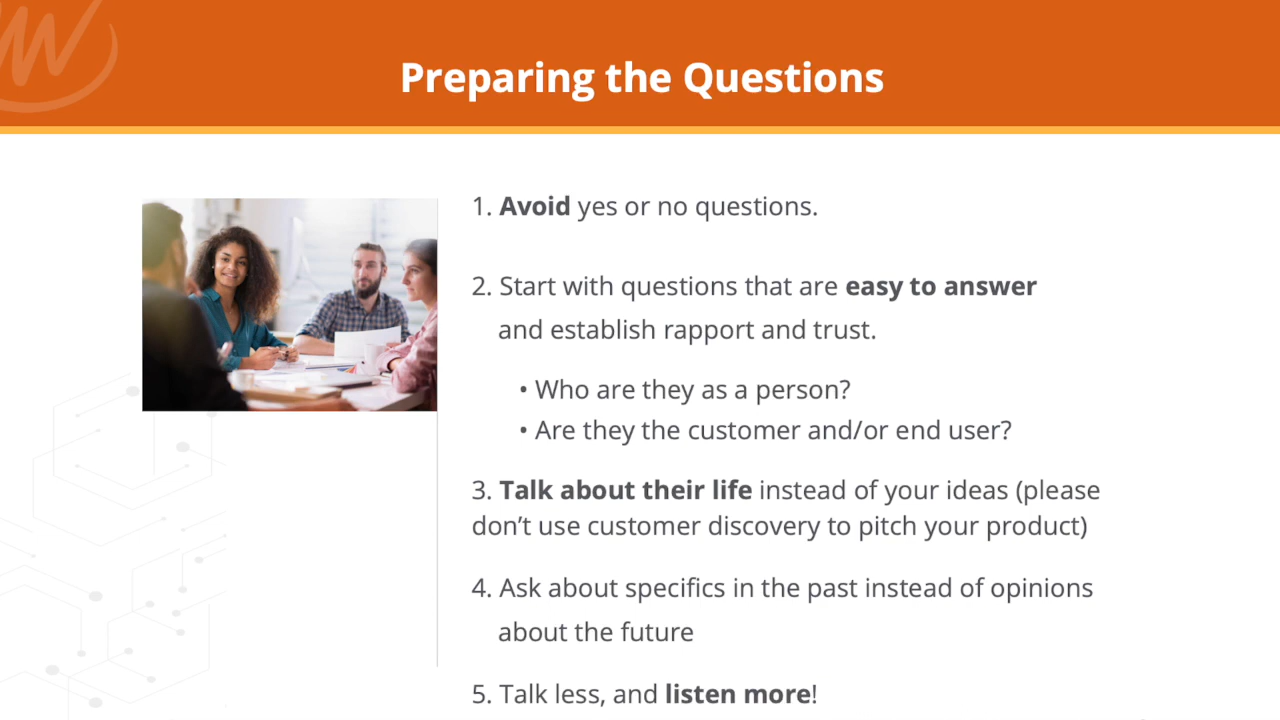 Preparing the Questions
1. Avoid yes or no questions.
2. Start with questions that are easy to answer
and establish rapport and trust.
• Who are they as a person?
• Are they the customer and/or end user?
3. Talk about their life instead of your ideas (please
don’t use customer discovery to pitch your product)
4. Ask about specifics in the past instead of opinions
about the future
5. Talk less, and listen more!